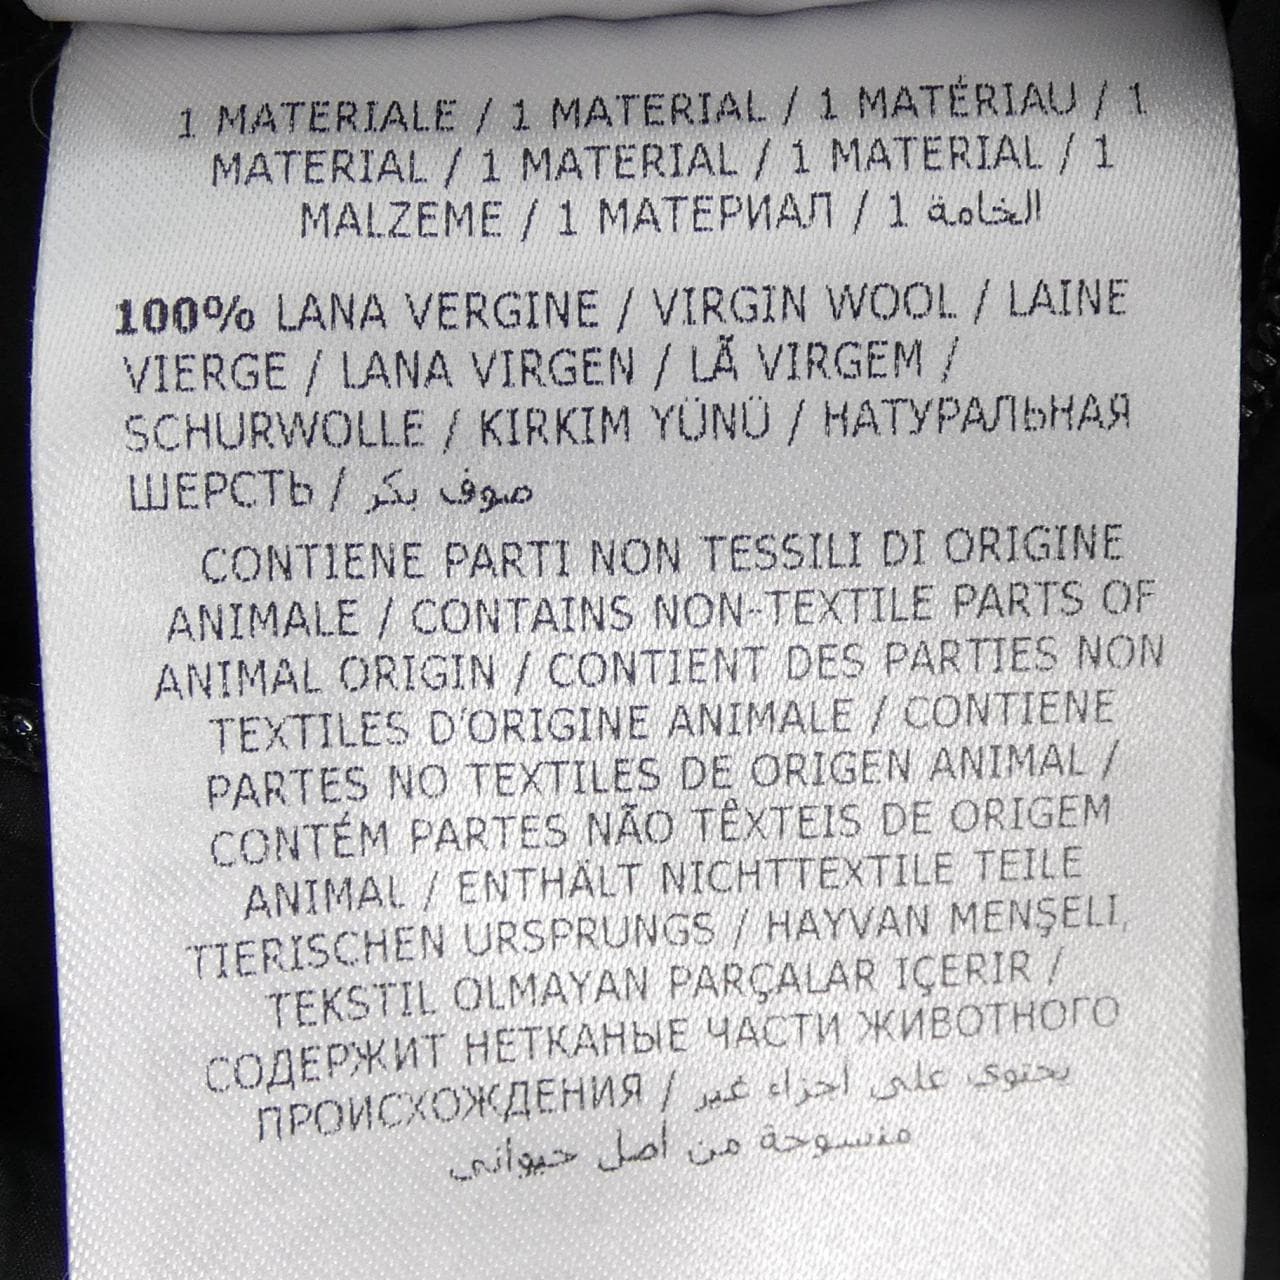 1 MATERIALE / 1 MATERIAL / 1 MATÉRIAU / 1
MATERIAL / 1 MATERIAL / 1 MATERIAL / 1
MALZEME / 1 МАТЕРИАЛ / 1 الخامة
100% LANA VERGINE / VIRGIN WOOL / LAINE
VIERGE / LANA VIRGEN / LÃ VIRGEM /
SCHURWOLLE / KIRKIM YÜNÜ / НАТУРАЛЬНАЯ
ШЕРСТЬ / صوف بكر
CONTIENE PARTI NON TESSILI DI ORIGINE
ANIMALE / CONTAINS NON-TEXTILE PARTS OF
ANIMAL ORIGIN / CONTIENT DES PARTIES NON
TEXTILES D'ORIGINE ANIMALE / CONTIENE
PARTES NO TEXTILES DE ORIGEN ANIMAL /
CONTÉM PARTES NÃO TÊXTEIS DE ORIGEM
ANIMAL / ENTHÄLT NICHTTEXTILE TEILE
TIERISCHEN URSPRUNGS / HAYVAN MENŞELI,
TEKSTIL OLMAYAN PARÇALAR IÇERIR /
СОДЕРЖИТ НЕТКАНЫЕ ЧАСТИ ЖИВОТНОГО
ПРОИСХОЖДЕНИЯ / يحتوي على اجزاء غير
منسوجة من أصل حيواني